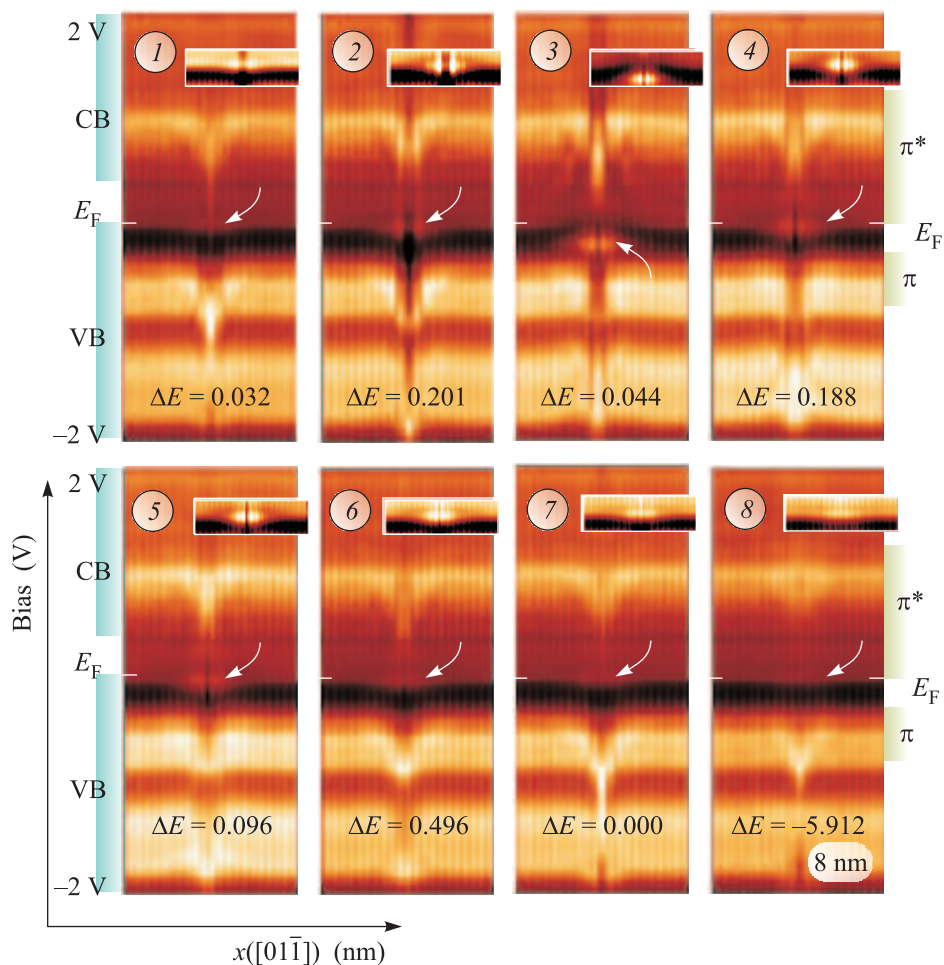 2 V
1
2
3
4
CB
π*
E_F
E_F
π
VB
ΔE = 0.032
ΔE = 0.201
ΔE = 0.044
ΔE = 0.188
–2 V
2 V
5
6
7
8
CB
π*
Bias (V)
E_F
E_F
π
VB
ΔE = 0.096
ΔE = 0.496
ΔE = 0.000
ΔE = –5.912
8 nm
–2 V
x([011̅]) (nm)